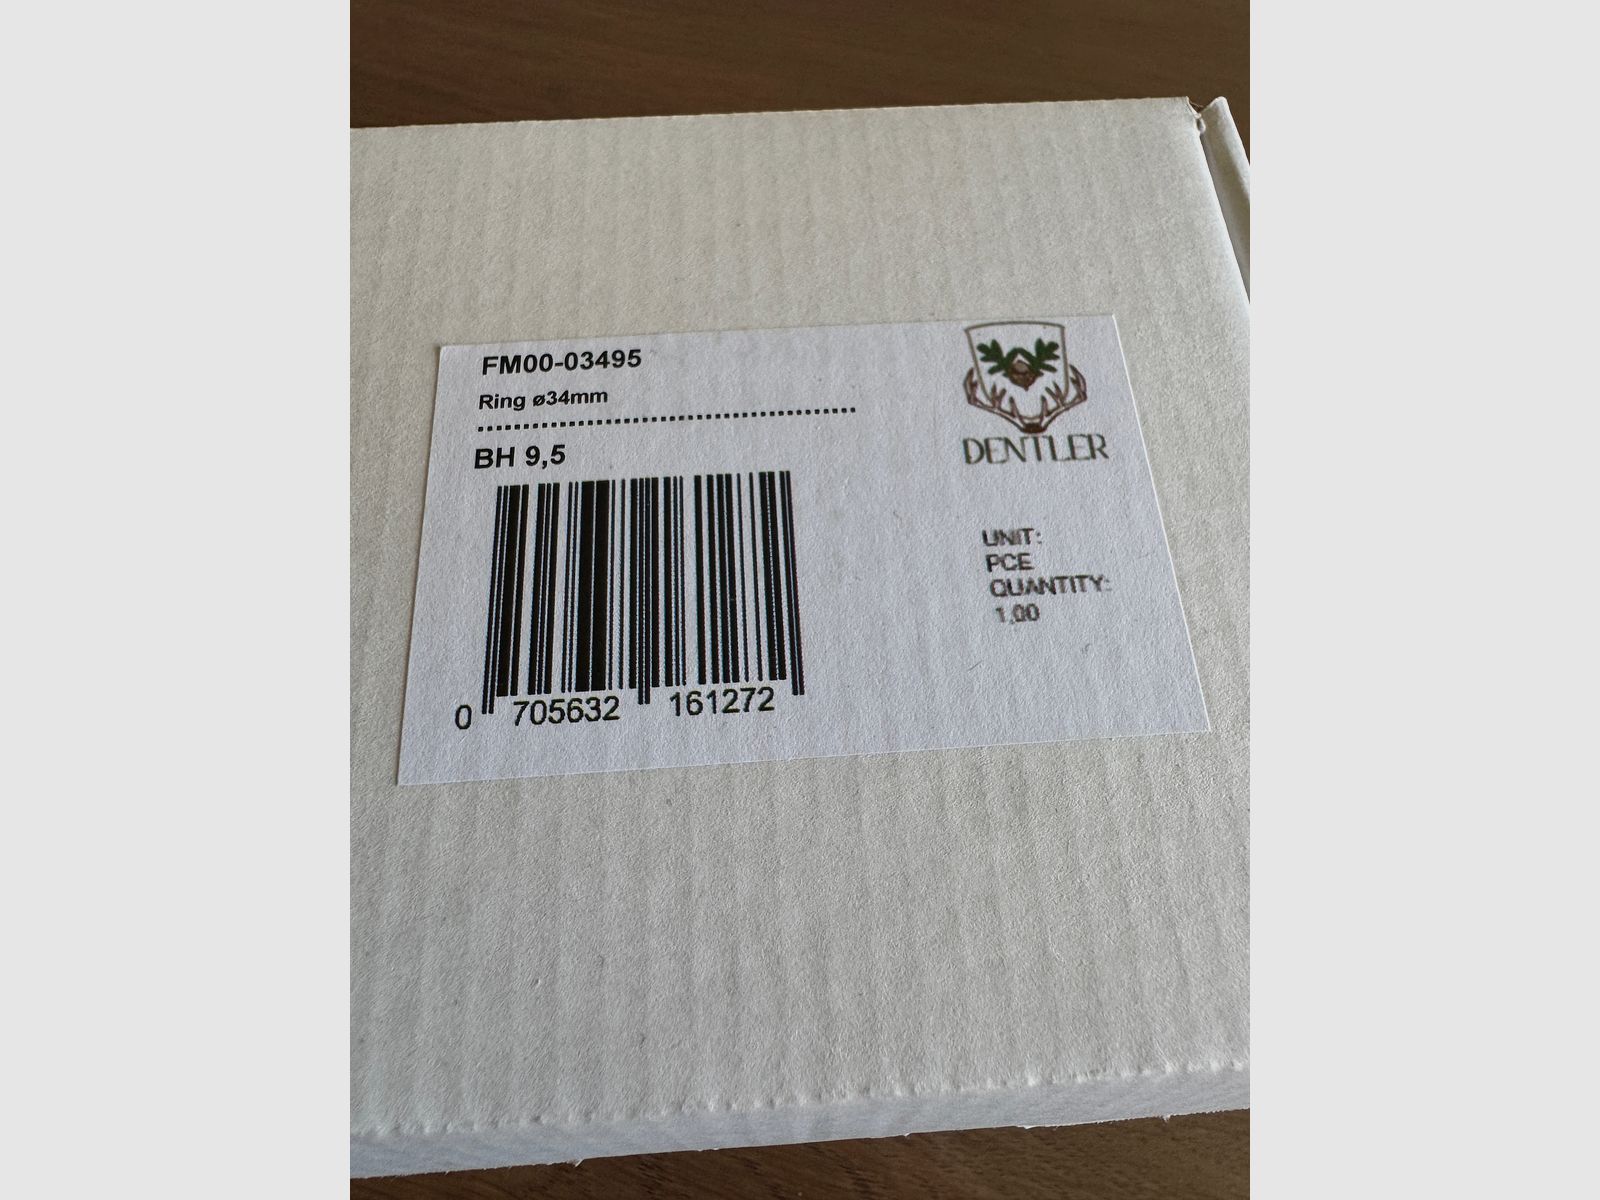 FM00-03495
Ring ø34mm
BH 9,5
0 705632 161272
DENTLER
UNIT:
PCE
QUANTITY:
1,00